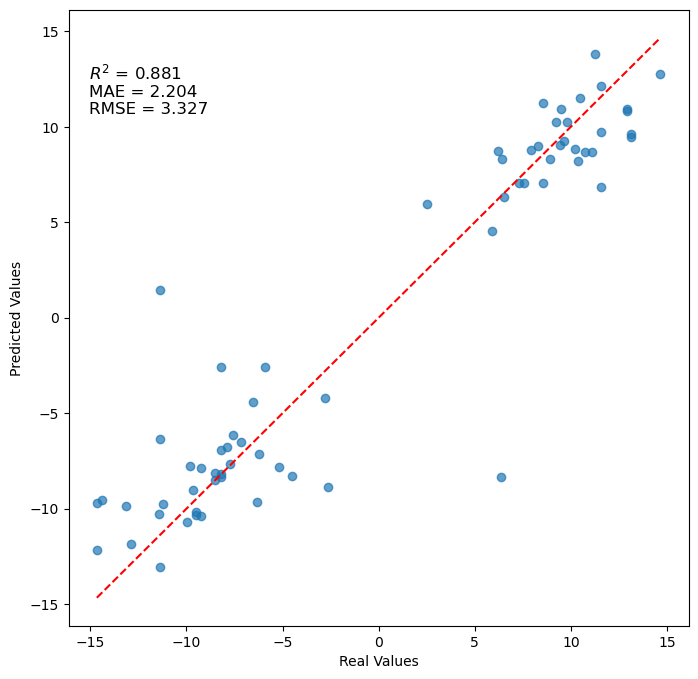 15
10
5
0
−5
−10
−15
R² = 0.881
MAE = 2.204
RMSE = 3.327
Predicted Values
−15 −10 −5 0 5 10 15
Real Values